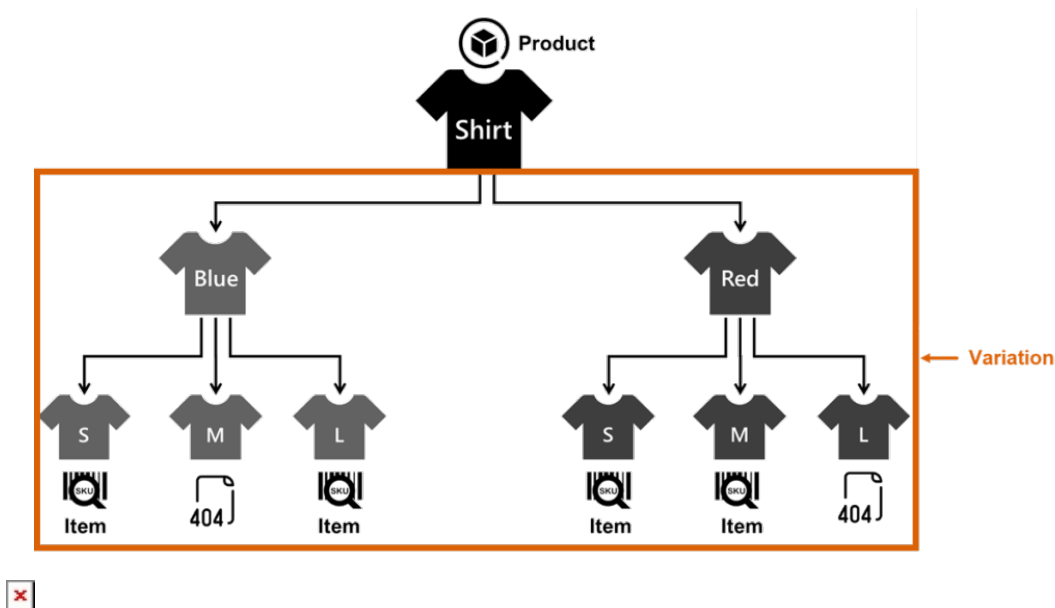 Product
Shirt
Blue
Red
Variation
S
M
L
S
M
L
SKU
404
SKU
SKU
SKU
404
Item
Item
Item
Item